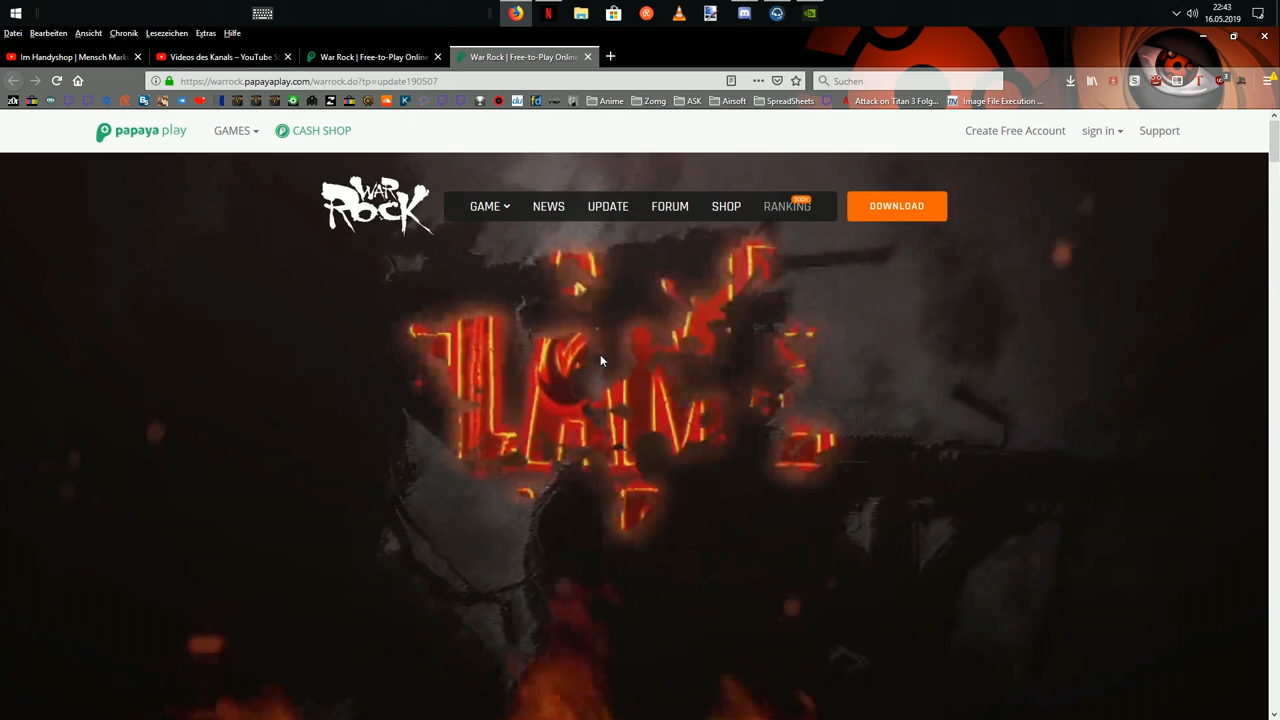 22:43
16.05.2019
Datei Bearbeiten Ansicht Chronik Lesezeichen Extras Hilfe
Im Handyshop | Mensch Mark
Videos des Kanals – YouTube S
War Rock | Free-to-Play Online
War Rock | Free-to-Play Online
https://warrock.papayaplay.com/warrock.do?tp=update190507
Suchen
Anime Zomg ASK Airsoft SpreadSheets Attack on Titan 3 Folg... Image File Execution ...
papaya play GAMES CASH SHOP Create Free Account sign in Support
WAR ROCK
GAME NEWS UPDATE FORUM SHOP RANKING SOON DOWNLOAD